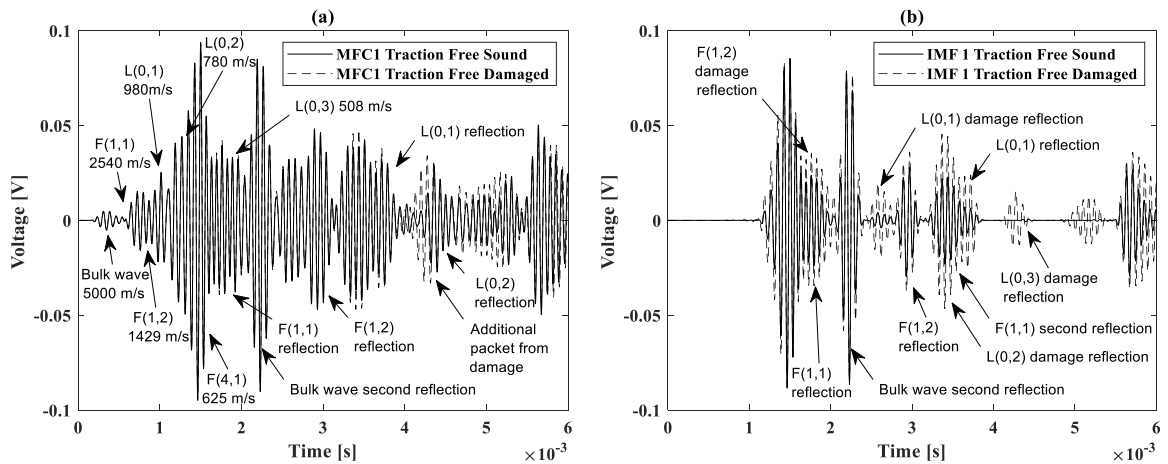 (a)
0.1
0.05
0
-0.05
-0.1
Voltage [V]
0 1 2 3 4 5 6
Time [s]
×10⁻³
MFC1 Traction Free Sound
MFC1 Traction Free Damaged
L(0,2)
780 m/s
L(0,1)
980m/s
F(1,1)
2540 m/s
L(0,3) 508 m/s
L(0,1) reflection
Bulk wave
5000 m/s
F(1,2)
1429 m/s
F(4,1)
625 m/s
F(1,1)
reflection
Bulk wave second reflection
F(1,2)
reflection
L(0,2)
reflection
Additional
packet from
damage
(b)
0.1
0.05
0
-0.05
-0.1
Voltage [V]
0 1 2 3 4 5 6
Time [s]
×10⁻³
IMF 1 Traction Free Sound
IMF 1 Traction Free Damaged
F(1,2)
damage
reflection
L(0,1) damage reflection
L(0,1) reflection
F(1,1)
reflection
Bulk wave second reflection
F(1,2)
reflection
L(0,3) damage
reflection
F(1,1) second reflection
L(0,2) damage reflection